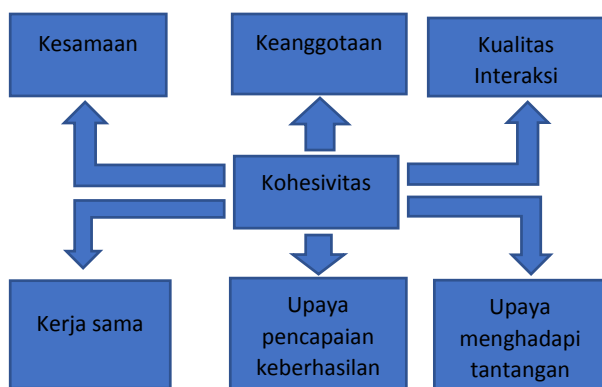 Kesamaan
Keanggotaan
Kualitas
Interaksi
Kohesivitas
Kerja sama
Upaya
pencapaian
keberhasilan
Upaya
menghadapi
tantangan